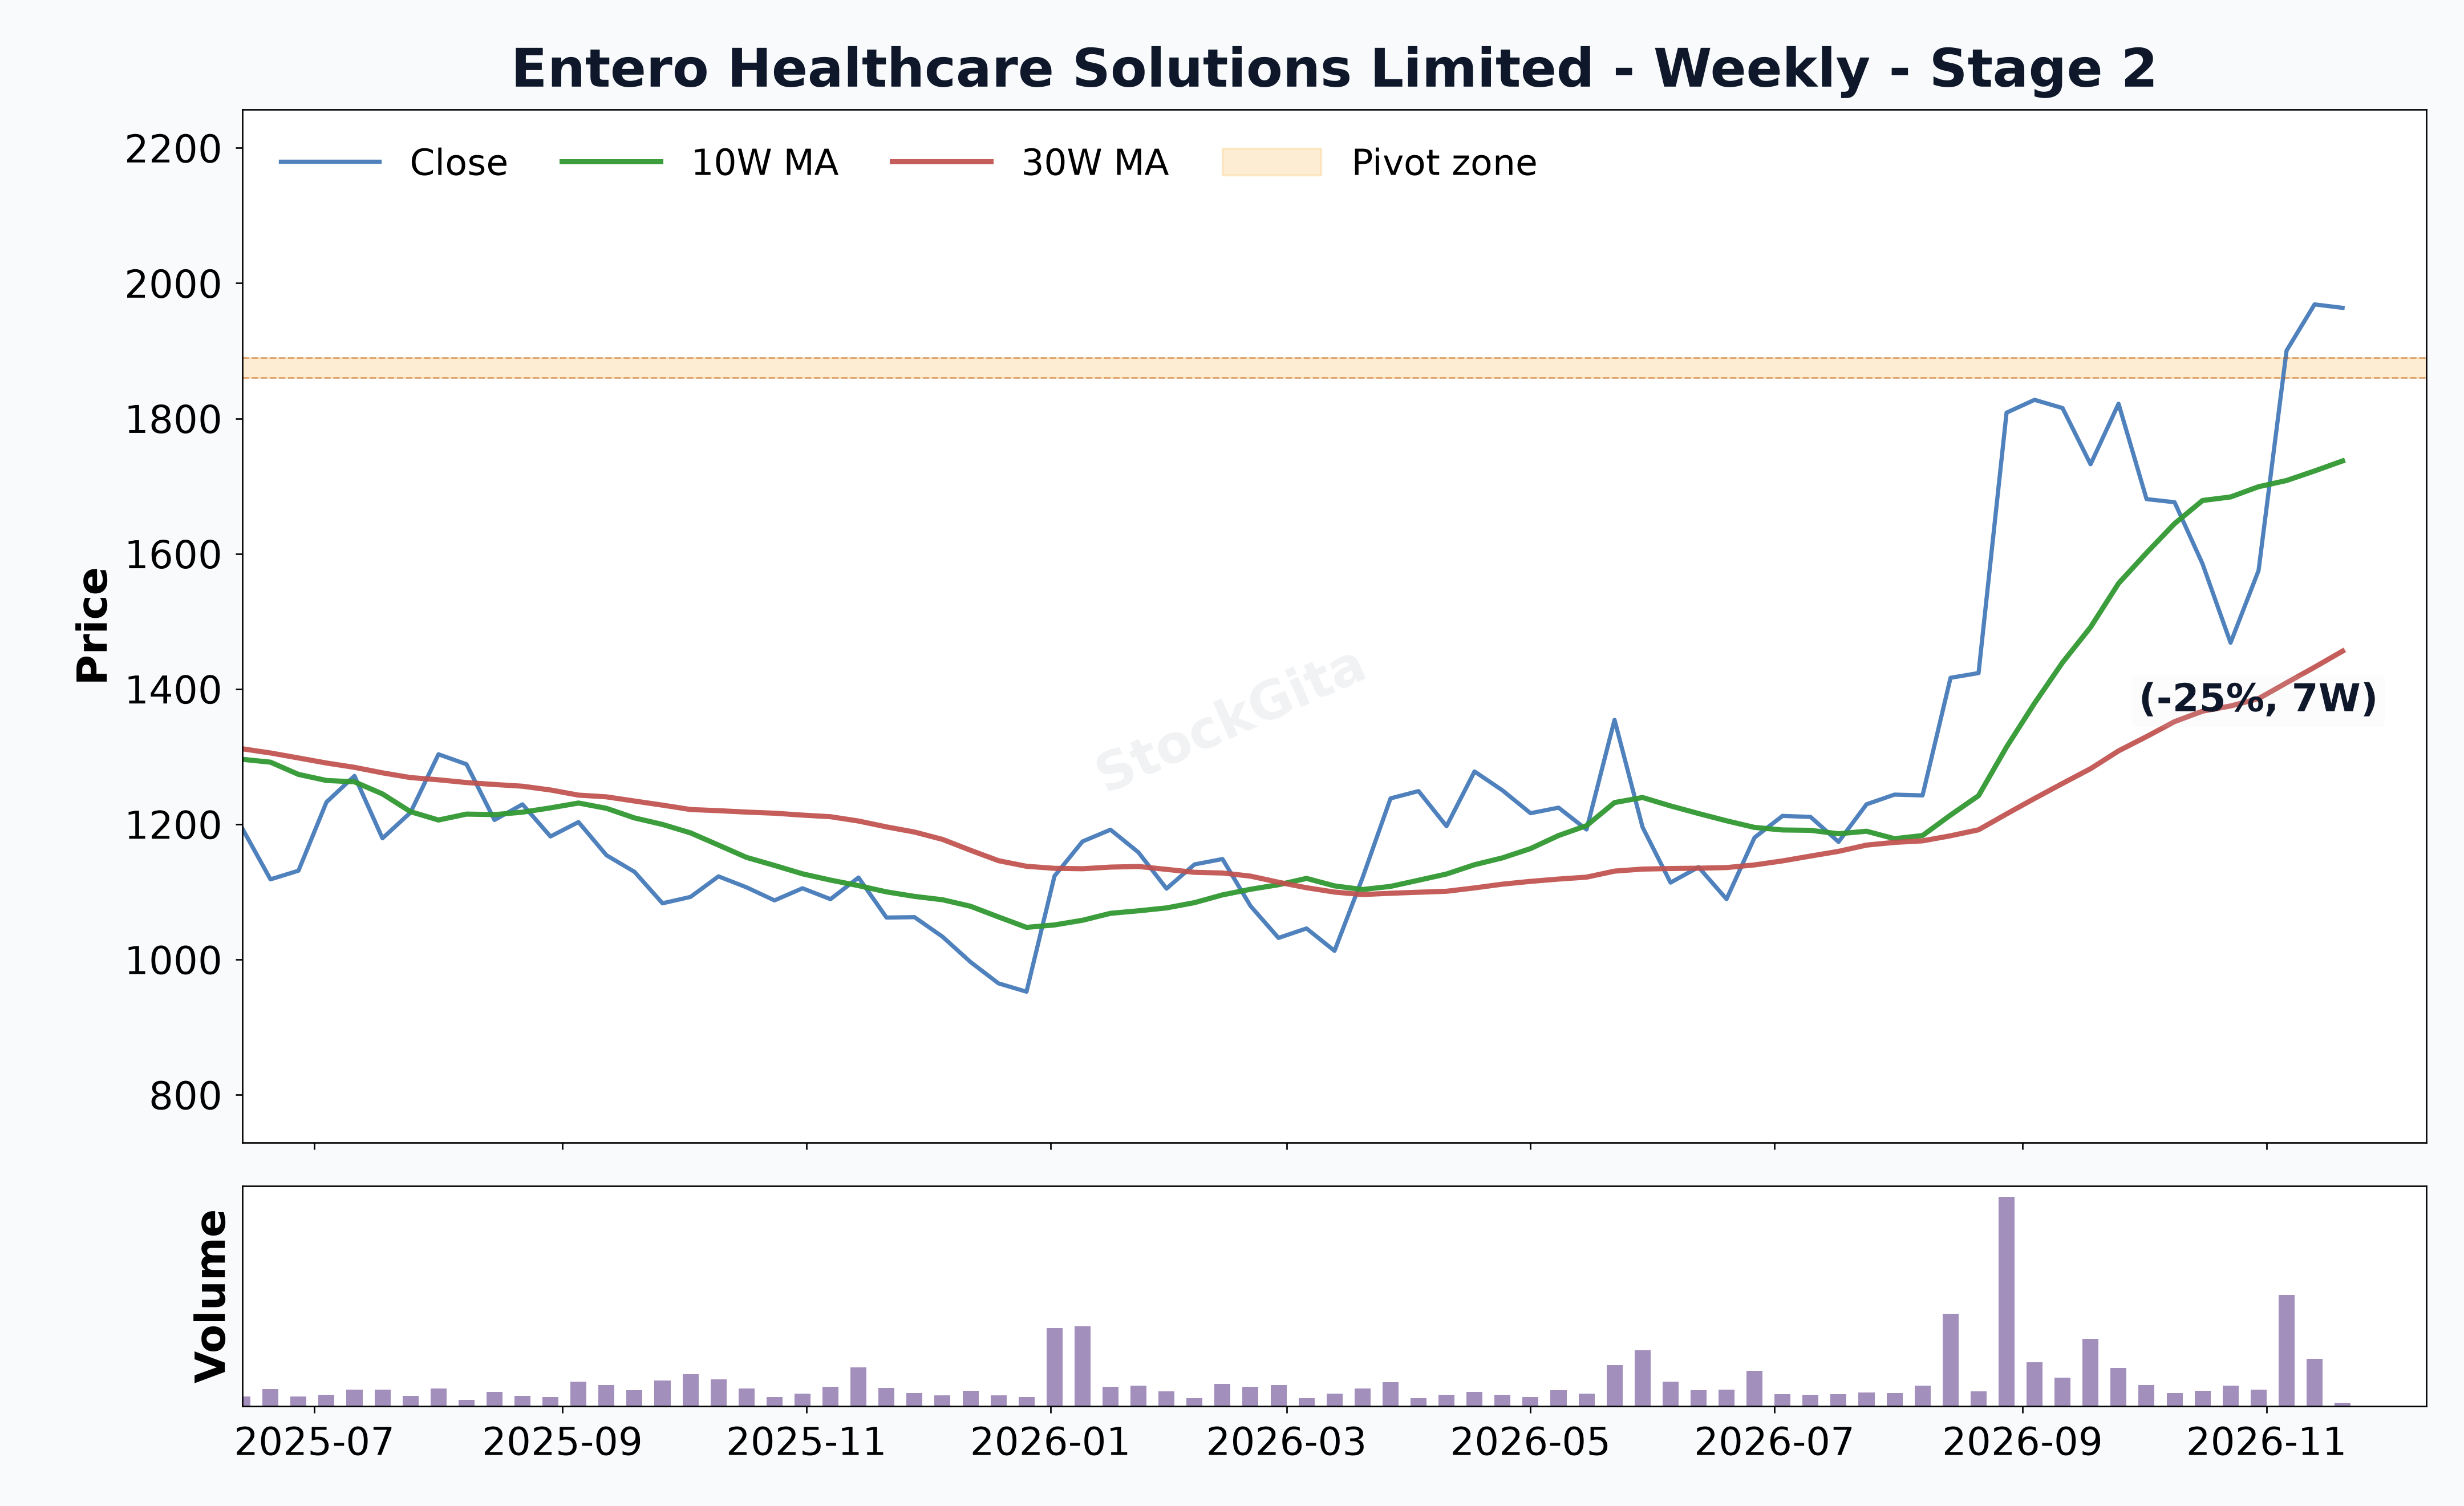 Entero Healthcare Solutions Limited - Weekly - Stage 2
Close
10W MA
30W MA
Pivot zone
Price
2200
2000
1800
1600
1400
1200
1000
800
StockGita
(-25%, 7W)
Volume
2025-07
2025-09
2025-11
2026-01
2026-03
2026-05
2026-07
2026-09
2026-11